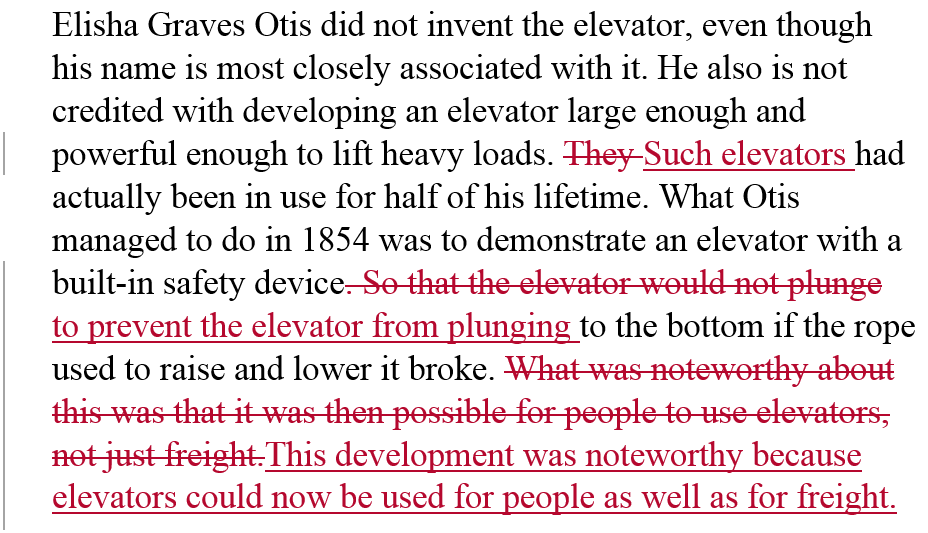 Elisha Graves Otis did not invent the elevator, even though
his name is most closely associated with it. He also is not
credited with developing an elevator large enough and
powerful enough to lift heavy loads. They Such elevators had
actually been in use for half of his lifetime. What Otis
managed to do in 1854 was to demonstrate an elevator with a
built-in safety device. So that the elevator would not plunge
to prevent the elevator from plunging to the bottom if the rope
used to raise and lower it broke. What was noteworthy about
this was that it was then possible for people to use elevators,
not just freight.This development was noteworthy because
elevators could now be used for people as well as for freight.